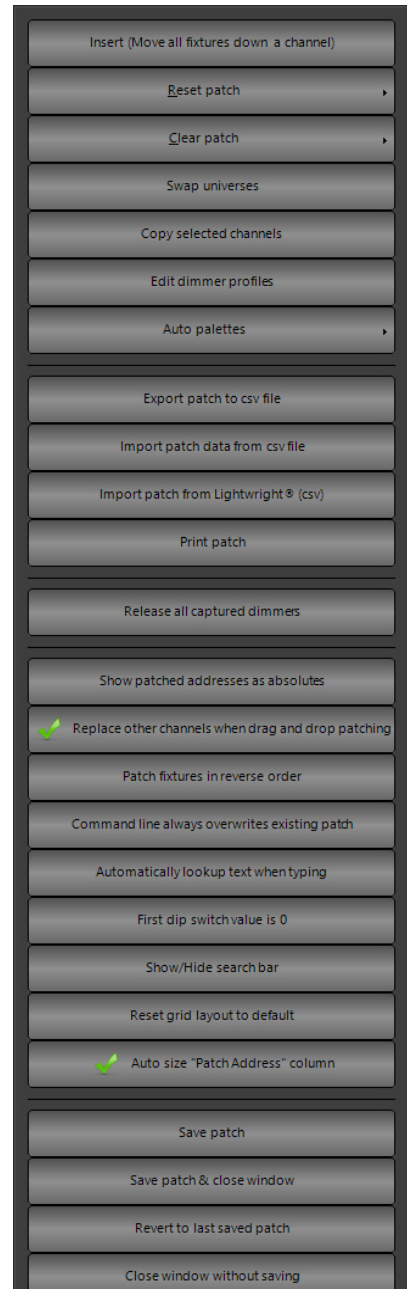 Insert (Move all fixtures down a channel)
Reset patch
Clear patch
Swap universes
Copy selected channels
Edit dimmer profiles
Auto palettes
Export patch to csv file
Import patch data from csv file
Import patch from Lightwright® (csv)
Print patch
Release all captured dimmers
Show patched addresses as absolutes
Replace other channels when drag and drop patching
Patch fixtures in reverse order
Command line always overwrites existing patch
Automatically lookup text when typing
First dip switch value is 0
Show/Hide search bar
Reset grid layout to default
Auto size "Patch Address" column
Save patch
Save patch & close window
Revert to last saved patch
Close window without saving